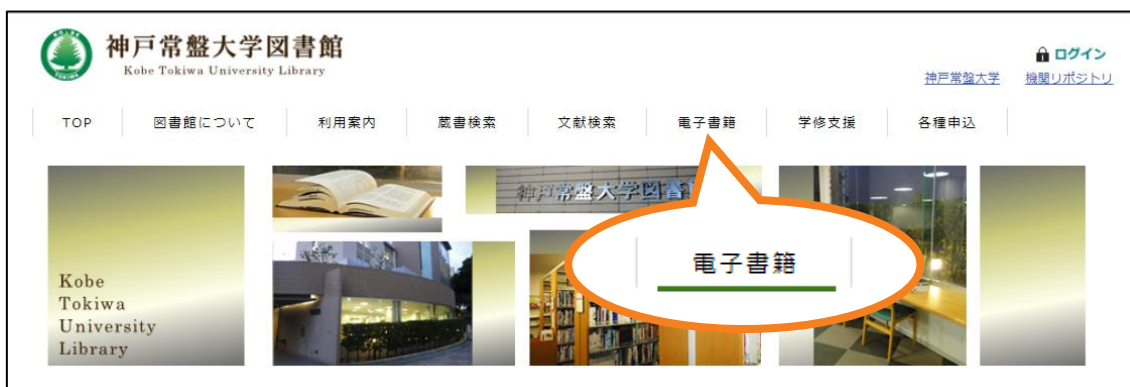 神戸常盤大学図書館
Kobe Tokiwa University Library
ログイン
神戸常盤大学 機関リポジトリ
TOP 図書館について 利用案内 蔵書検索 文献検索 電子書籍 学修支援 各種申込
神戸常盤大学図書
電子書籍
Kobe
Tokiwa
University
Library